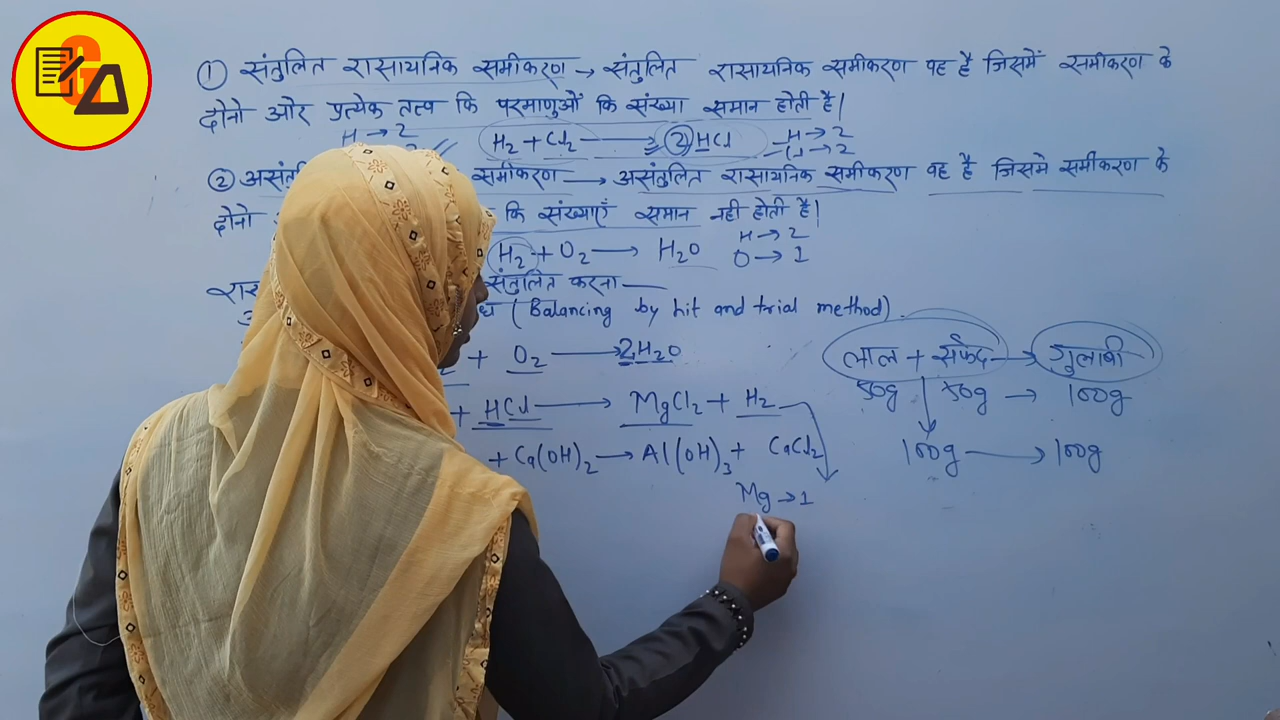 ① संतुलित रासायनिक समीकरण → संतुलित रासायनिक समीकरण वह है जिसमें समीकरण के
दोनो ओर प्रत्येक तत्व कि परमाणुओं कि संख्या समान होती है|
H → 2 H₂ + Cl₂ → 2HCl H → 2
Cl → 2
② समीकरण → असंतुलित रासायनिक समीकरण वह है जिसमे समीकरण के
दोनो कि संख्याएँ समान नही होती है|
H₂ + O₂ → H₂O H → 2
O → 1
संतुलित करना
(Balancing by hit and trial method).
+ O₂ → 2H₂O
लाल + सफेद → गुलाबी
+ HCl → MgCl₂ + H₂
50g 50g → 100g
+ Ca(OH)₂ → Al(OH)₃ + CaCl₂
100g → 100g
Mg → 1